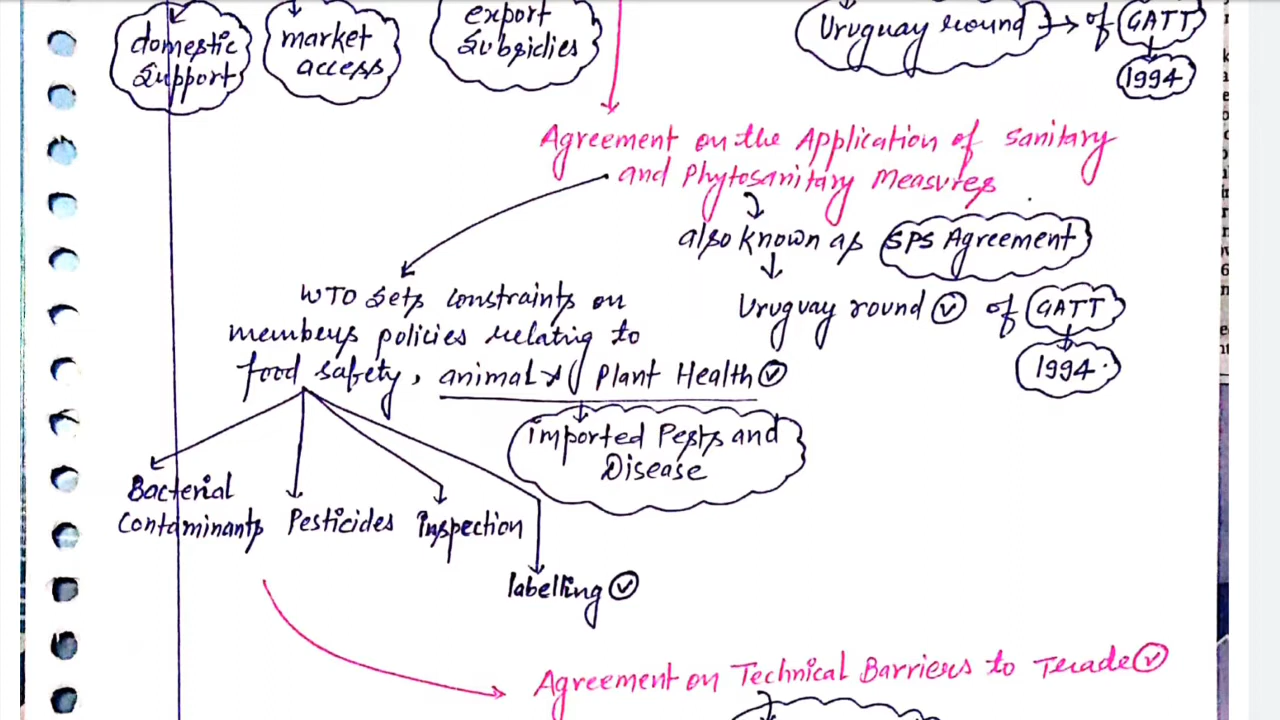 domestic support
market access
export subsidies
Uruguay round → of GATT
1994
Agreement on the Application of Sanitary
and Phytosanitary Measures
also known as SPS Agreement
Uruguay round of GATT
1994.
WTO sets constraints on
members policies relating to
food safety, animal & Plant Health
imported Pests and
Disease
Bacterial
Contaminants
Pesticides
inspection
labelling
Agreement on Technical Barriers to Trade